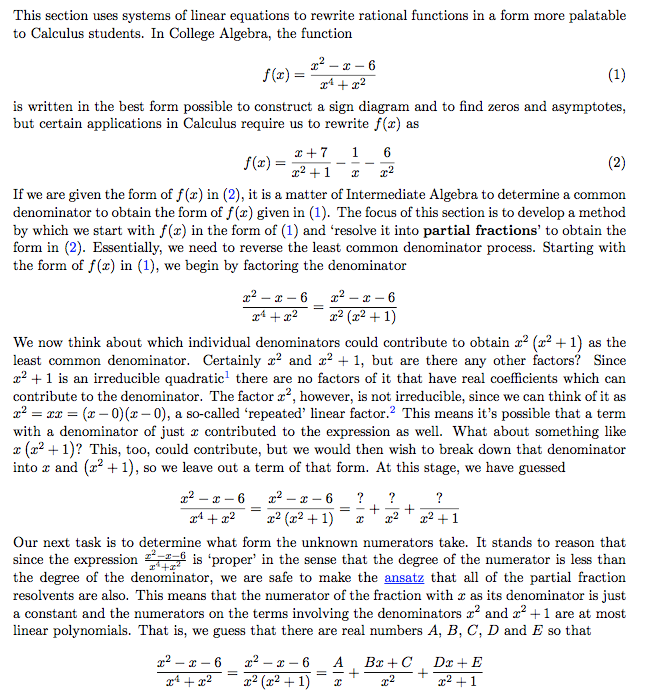 This section uses systems of linear equations to rewrite rational functions in a form more palatable
to Calculus students. In College Algebra, the function
f(x) = \frac{x^2 − x − 6}{x^4 + x^2} (1)
is written in the best form possible to construct a sign diagram and to find zeros and asymptotes,
but certain applications in Calculus require us to rewrite f(x) as
f(x) = \frac{x + 7}{x^2 + 1} − \frac{1}{x} − \frac{6}{x^2} (2)
If we are given the form of f(x) in (2), it is a matter of Intermediate Algebra to determine a common
denominator to obtain the form of f(x) given in (1). The focus of this section is to develop a method
by which we start with f(x) in the form of (1) and ‘resolve it into partial fractions’ to obtain the
form in (2). Essentially, we need to reverse the least common denominator process. Starting with
the form of f(x) in (1), we begin by factoring the denominator
\frac{x^2 − x − 6}{x^4 + x^2} = \frac{x^2 − x − 6}{x^2 (x^2 + 1)}
We now think about which individual denominators could contribute to obtain x^2 (x^2 + 1) as the
least common denominator. Certainly x^2 and x^2 + 1, but are there any other factors? Since
x^2 + 1 is an irreducible quadratic^1 there are no factors of it that have real coefficients which can
contribute to the denominator. The factor x^2, however, is not irreducible, since we can think of it as
x^2 = xx = (x − 0)(x − 0), a so-called ‘repeated’ linear factor.^2 This means it’s possible that a term
with a denominator of just x contributed to the expression as well. What about something like
x (x^2 + 1)? This, too, could contribute, but we would then wish to break down that denominator
into x and (x^2 + 1), so we leave out a term of that form. At this stage, we have guessed
\frac{x^2 − x − 6}{x^4 + x^2} = \frac{x^2 − x − 6}{x^2 (x^2 + 1)} = \frac{?}{x} + \frac{?}{x^2} + \frac{?}{x^2 + 1}
Our next task is to determine what form the unknown numerators take. It stands to reason that
since the expression \frac{x^2−x−6}{x^4+x^2} is ‘proper’ in the sense that the degree of the numerator is less than
the degree of the denominator, we are safe to make the ansatz that all of the partial fraction
resolvents are also. This means that the numerator of the fraction with x as its denominator is just
a constant and the numerators on the terms involving the denominators x^2 and x^2 + 1 are at most
linear polynomials. That is, we guess that there are real numbers A, B, C, D and E so that
\frac{x^2 − x − 6}{x^4 + x^2} = \frac{x^2 − x − 6}{x^2 (x^2 + 1)} = \frac{A}{x} + \frac{Bx + C}{x^2} + \frac{Dx + E}{x^2 + 1}